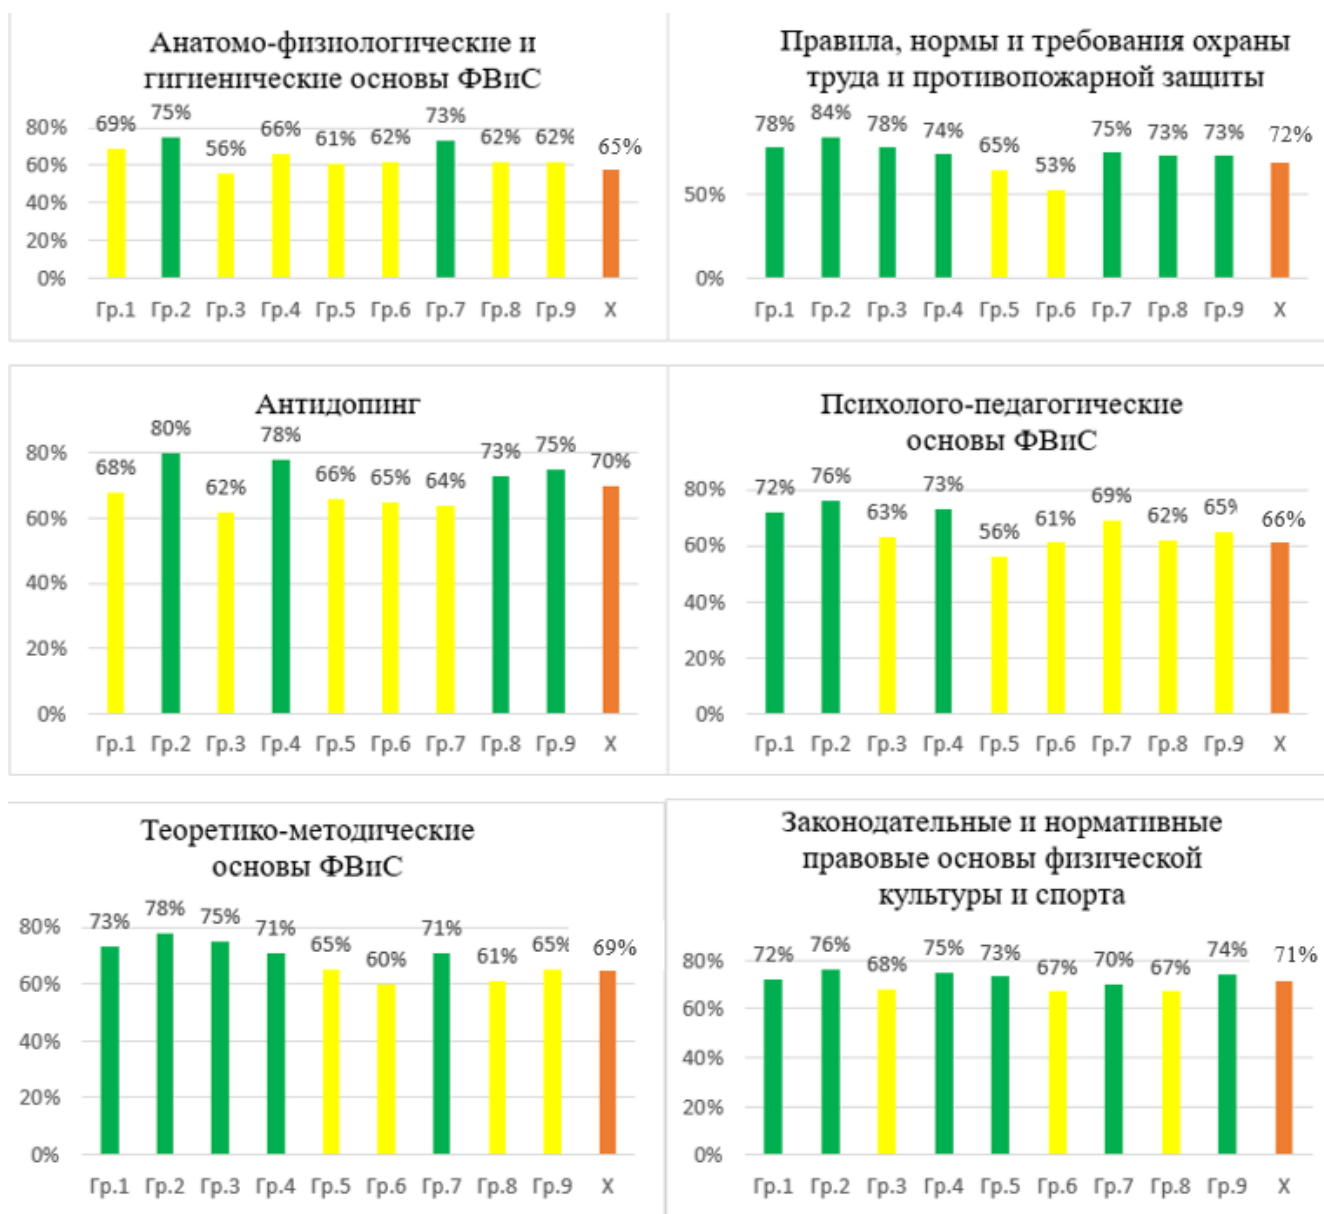 Анатомо-физиологические и
гигиенические основы ФВиС
80%
60%
40%
20%
0%
69% 75% 56% 66% 61% 62% 73% 62% 62% 65%
Гр.1 Гр.2 Гр.3 Гр.4 Гр.5 Гр.6 Гр.7 Гр.8 Гр.9 X
Правила, нормы и требования охраны
труда и противопожарной защиты
50%
0%
78% 84% 78% 74% 65% 53% 75% 73% 73% 72%
Гр.1 Гр.2 Гр.3 Гр.4 Гр.5 Гр.6 Гр.7 Гр.8 Гр.9 X
Антидопинг
80%
60%
40%
20%
0%
68% 80% 62% 78% 66% 65% 64% 73% 75% 70%
Гр.1 Гр.2 Гр.3 Гр.4 Гр.5 Гр.6 Гр.7 Гр.8 Гр.9 X
Психолого-педагогические
основы ФВиС
80%
60%
40%
20%
0%
72% 76% 63% 73% 56% 61% 69% 62% 65% 66%
Гр.1 Гр.2 Гр.3 Гр.4 Гр.5 Гр.6 Гр.7 Гр.8 Гр.9 X
Теоретико-методические
основы ФВиС
80%
60%
40%
20%
0%
73% 78% 75% 71% 65% 60% 71% 61% 65% 69%
Гр.1 Гр.2 Гр.3 Гр.4 Гр.5 Гр.6 Гр.7 Гр.8 Гр.9 X
Законодательные и нормативные
правовые основы физической
культуры и спорта
80%
60%
40%
20%
0%
72% 76% 68% 75% 73% 67% 70% 67% 74% 71%
Гр.1 Гр.2 Гр.3 Гр.4 Гр.5 Гр.6 Гр.7 Гр.8 Гр.9 X